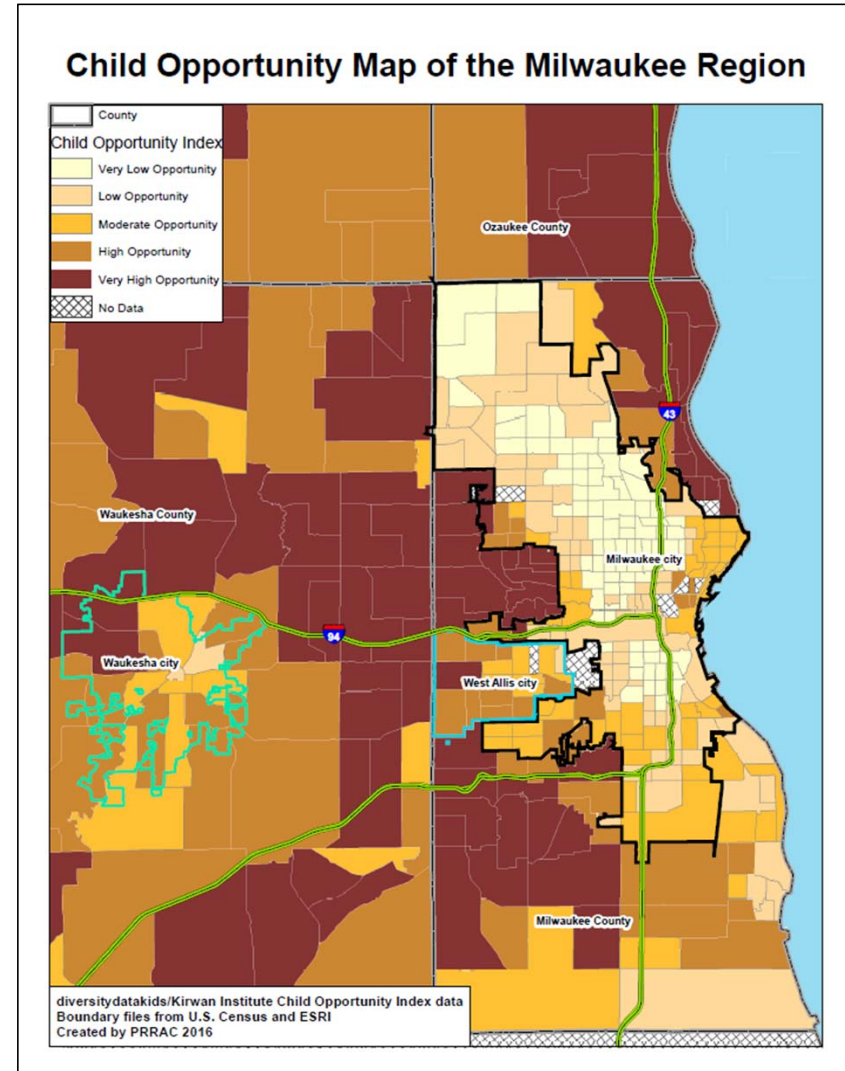 Child Opportunity Map of the Milwaukee Region
County
Child Opportunity Index
Very Low Opportunity
Low Opportunity
Moderate Opportunity
High Opportunity
Very High Opportunity
No Data
Ozaukee County
43
Waukesha County
Milwaukee city
94
Waukesha city
West Allis city
Milwaukee County
diversitydatakids/Kirwan Institute Child Opportunity Index data
Boundary files from U.S. Census and ESRI
Created by PRRAC 2016